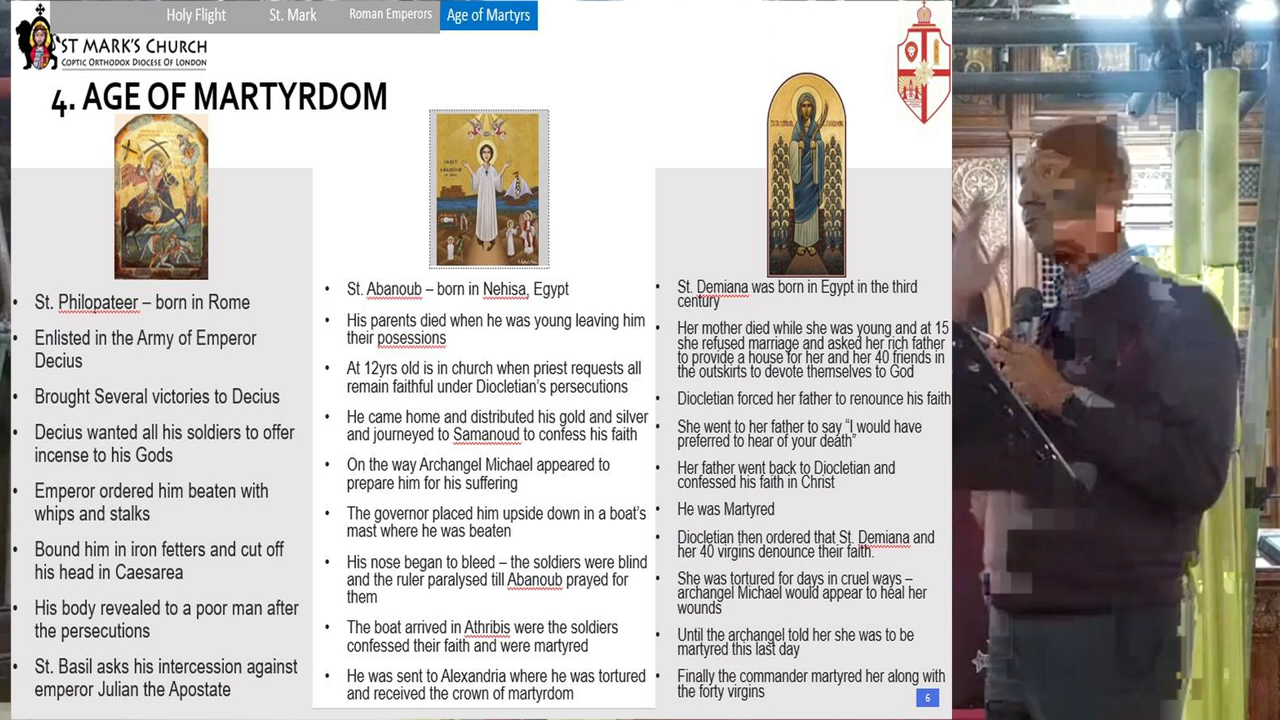 Holy Flight
St. Mark
Roman Emperors
Age of Martyrs
ST MARK'S CHURCH
COPTIC ORTHODOX DIOCESE OF LONDON
4. AGE OF MARTYRDOM
• St. Philopateer – born in Rome
• Enlisted in the Army of Emperor
Decius
• Brought Several victories to Decius
• Decius wanted all his soldiers to offer
incense to his Gods
• Emperor ordered him beaten with
whips and stalks
• Bound him in iron fetters and cut off
his head in Caesarea
• His body revealed to a poor man after
the persecutions
• St. Basil asks his intercession against
emperor Julian the Apostate
• St. Abanoub – born in Nehisa, Egypt
• His parents died when he was young leaving him
their posessions
• At 12yrs old is in church when priest requests all
remain faithful under Diocletian's persecutions
• He came home and distributed his gold and silver
and journeyed to Samanoud to confess his faith
• On the way Archangel Michael appeared to
prepare him for his suffering
• The governor placed him upside down in a boat's
mast where he was beaten
• His nose began to bleed – the soldiers were blind
and the ruler paralysed till Abanoub prayed for
them
• The boat arrived in Athribis were the soldiers
confessed their faith and were martyred
• He was sent to Alexandria where he was tortured
and received the crown of martyrdom
• St. Demiana was born in Egypt in the third
century
• Her mother died while she was young and at 15
she refused marriage and asked her rich father
to provide a house for her and her 40 friends in
the outskirts to devote themselves to God
• Diocletian forced her father to renounce his faith
• She went to her father to say “I would have
preferred to hear of your death”
• Her father went back to Diocletian and
confessed his faith in Christ
• He was Martyred
• Diocletian then ordered that St. Demiana and
her 40 virgins denounce their faith.
• She was tortured for days in cruel ways –
archangel Michael would appear to heal her
wounds
• Until the archangel told her she was to be
martyred this last day
• Finally the commander martyred her along with
the forty virgins
6